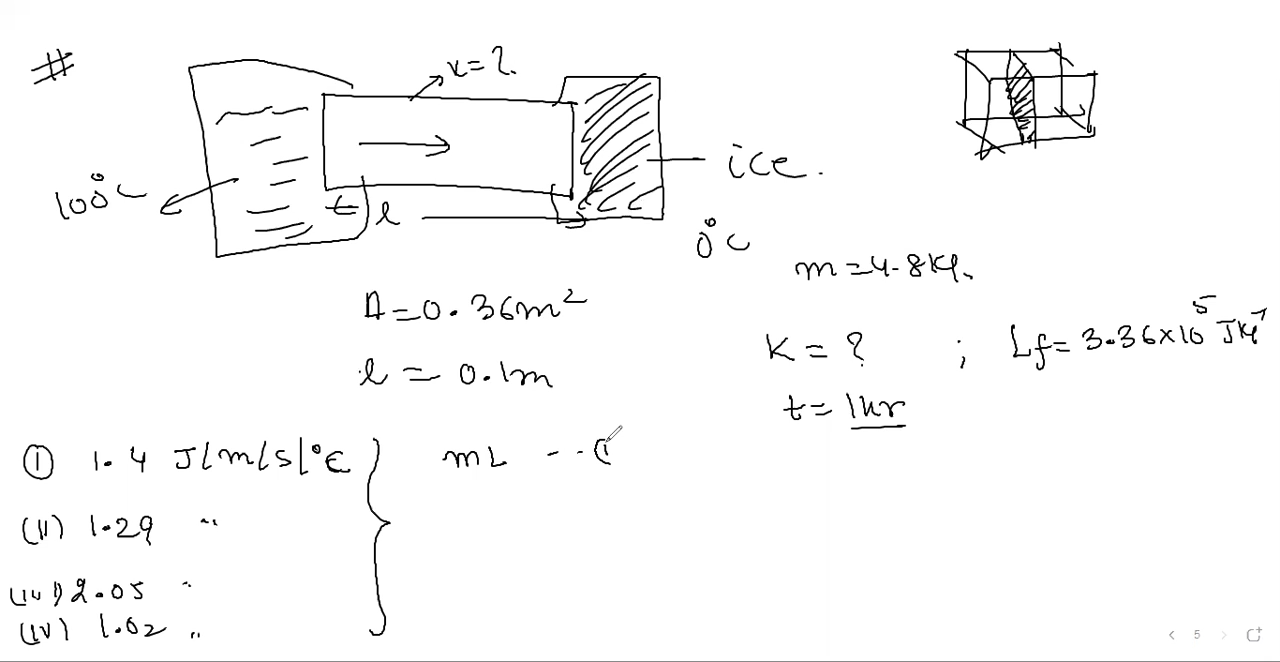 #
K = ?
100°C
t
l
ice.
0°C
m = 4.8Kg.
A = 0.36m²
K = ? ; Lf = 3.36×10⁵ JKg⁻¹
l = 0.1m
t = 1hr
(I) 1.4 J/m/s/°C
mL --(1
(II) 1.29 "
(III) 2.05 "
(IV) 1.02 "
5